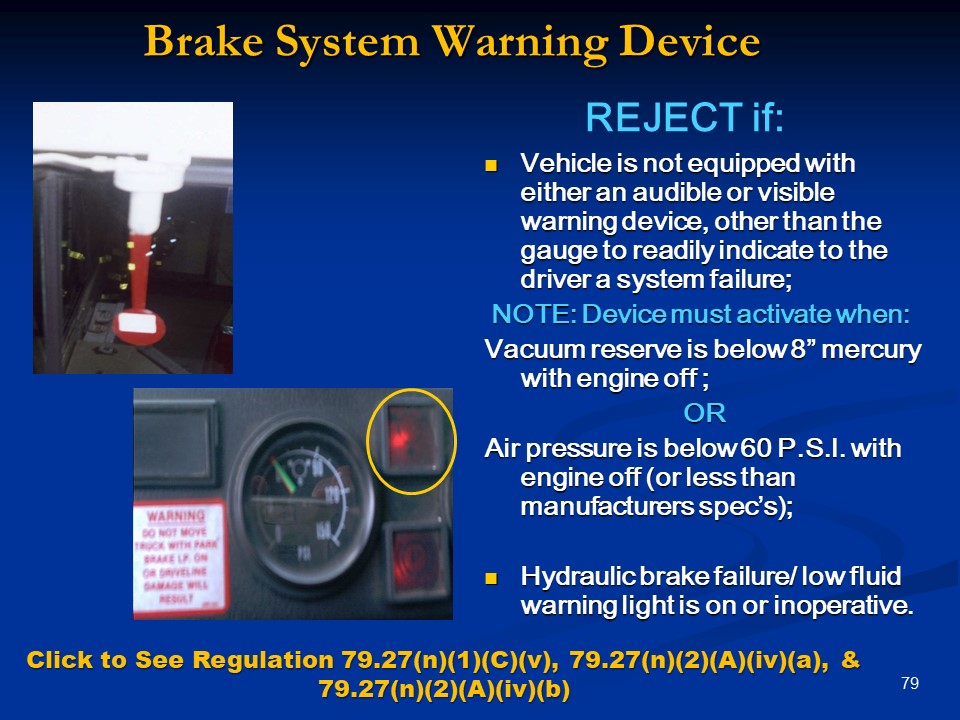 Brake System Warning Device
REJECT if:
Vehicle is not equipped with
either an audible or visible
warning device, other than the
gauge to readily indicate to the
driver a system failure;
NOTE: Device must activate when:
Vacuum reserve is below 8” mercury
with engine off ;
OR
Air pressure is below 60 P.S.I. with
engine off (or less than
manufacturers spec’s);
Hydraulic brake failure/ low fluid
warning light is on or inoperative.
WARNING
DO NOT MOVE
TRUCK WITH PARK
BRAKE LP. ON
OR DRIVELINE
DAMAGE WILL
RESULT
120
150
PSI
Click to See Regulation 79.27(n)(1)(C)(v), 79.27(n)(2)(A)(iv)(a), &
79.27(n)(2)(A)(iv)(b)
79